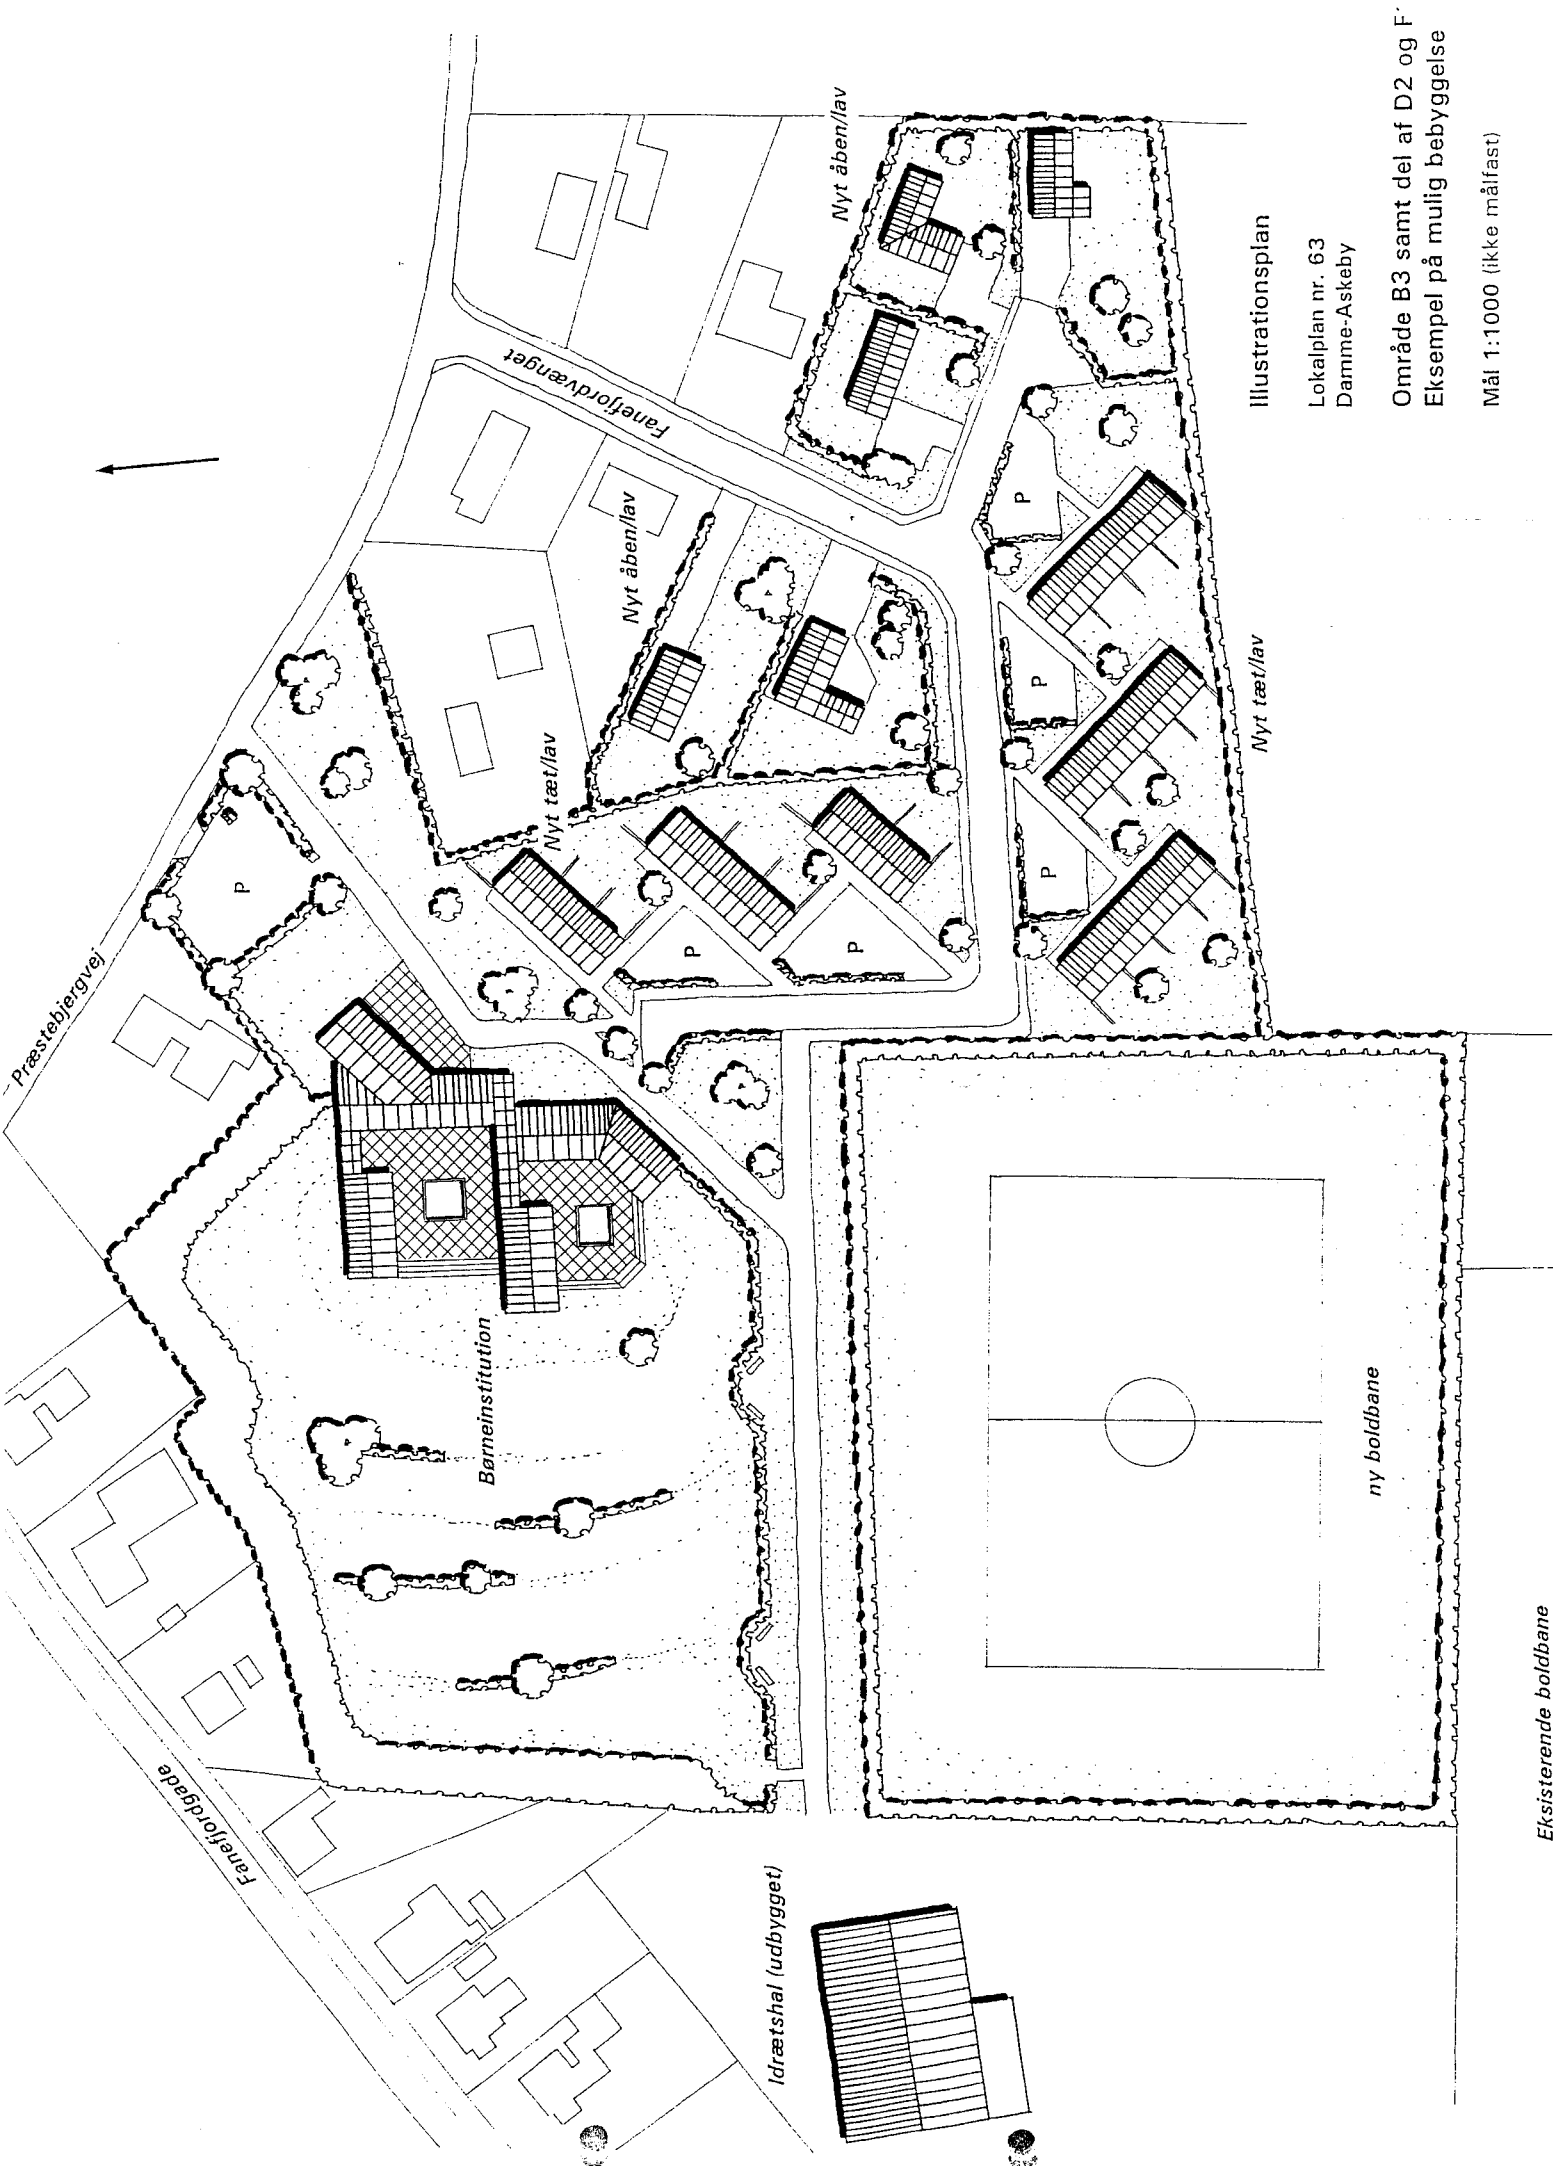 Illustrationsplan
Lokalplan nr. 63
Damme-Askeby
Område B3 samt del af D2 og F
Eksempel på mulig bebyggelse
Mål 1:1000 (ikke målfast)
Fanefjordgade
Præstebjergvej
Fanefjordvænget
Nyt åben/lav
Nyt åben/lav
Nyt tæt/lav
Nyt tæt/lav
P
P
P
P
P
P
Børneinstitution
Idrætshal (udbygget)
ny boldbane
Eksisterende boldbane